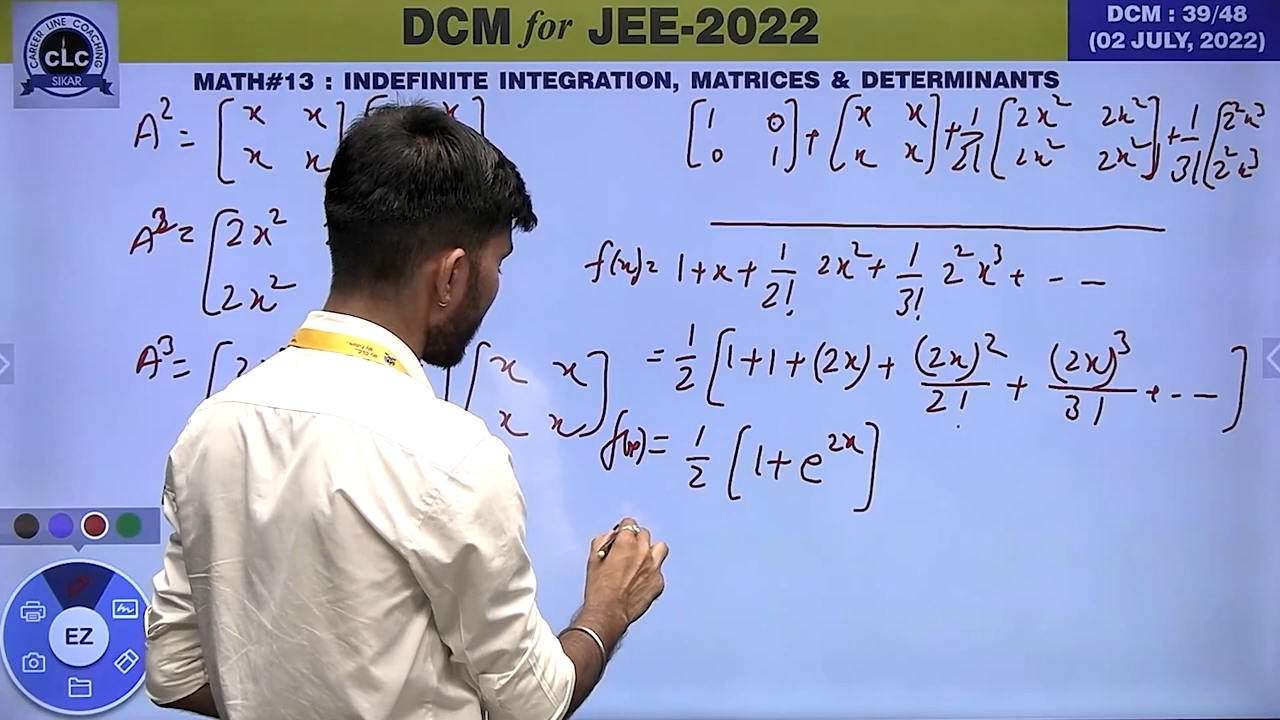 DCM for JEE-2022
DCM : 39/48
(02 JULY, 2022)
CAREER LINE COACHING
CLC
SIKAR
MATH#13 : INDEFINITE INTEGRATION, MATRICES & DETERMINANTS
A² = [x x; x x] [x
[1 0; 0 1] + [x x; x x] + 1/2! [2x² 2x²; 2x² 2x²] + 1/3! [2²x³; 2²x³
A³ = [2x²; 2x²
f(x) = 1 + x + 1/2! 2x² + 1/3! 2²x³ + - -
A³ = [2 [x x; x x]
= 1/2 [1 + 1 + (2x) + (2x)²/2! + (2x)³/3! + - - ]
f(x) = 1/2 [1 + e²ˣ]
EZ